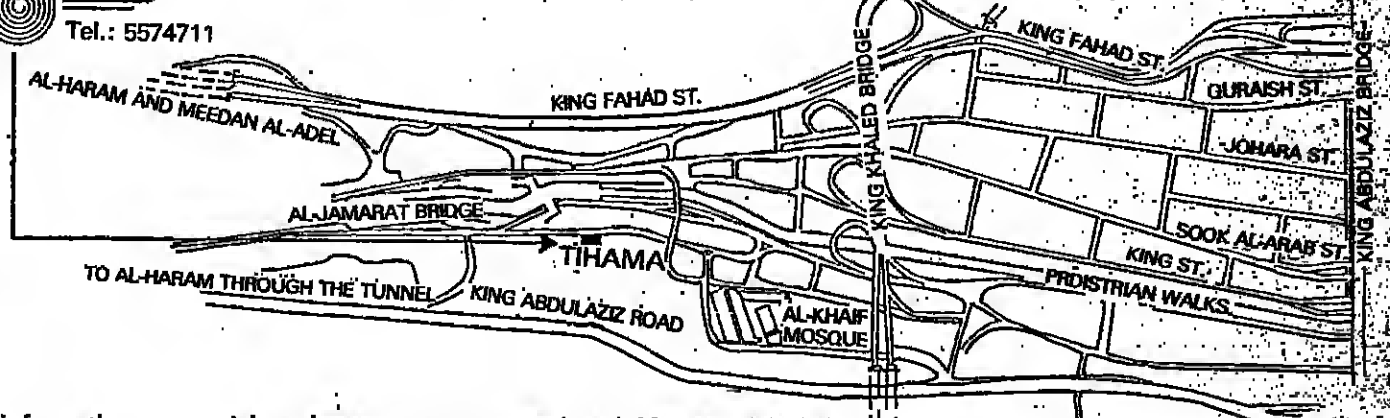 Tel.: 5574711
KING FAHAD ST.
AL-HARAM AND MEEDAN AL-ADEL
KING FAHAD ST.
KING KHALED BRIDGE
QURAISH ST.
JOHARA ST.
KING ABDULAZIZ BRIDGE
AL-JAMARAT BRIDGE
SOOK AL-ARAB ST.
TIHAMA
KING ST.
TO AL-HARAM THROUGH THE TUNNEL
PRDISTRIAN WALKS.
KING ABDULAZIZ ROAD
AL-KHAIF
MOSQUE